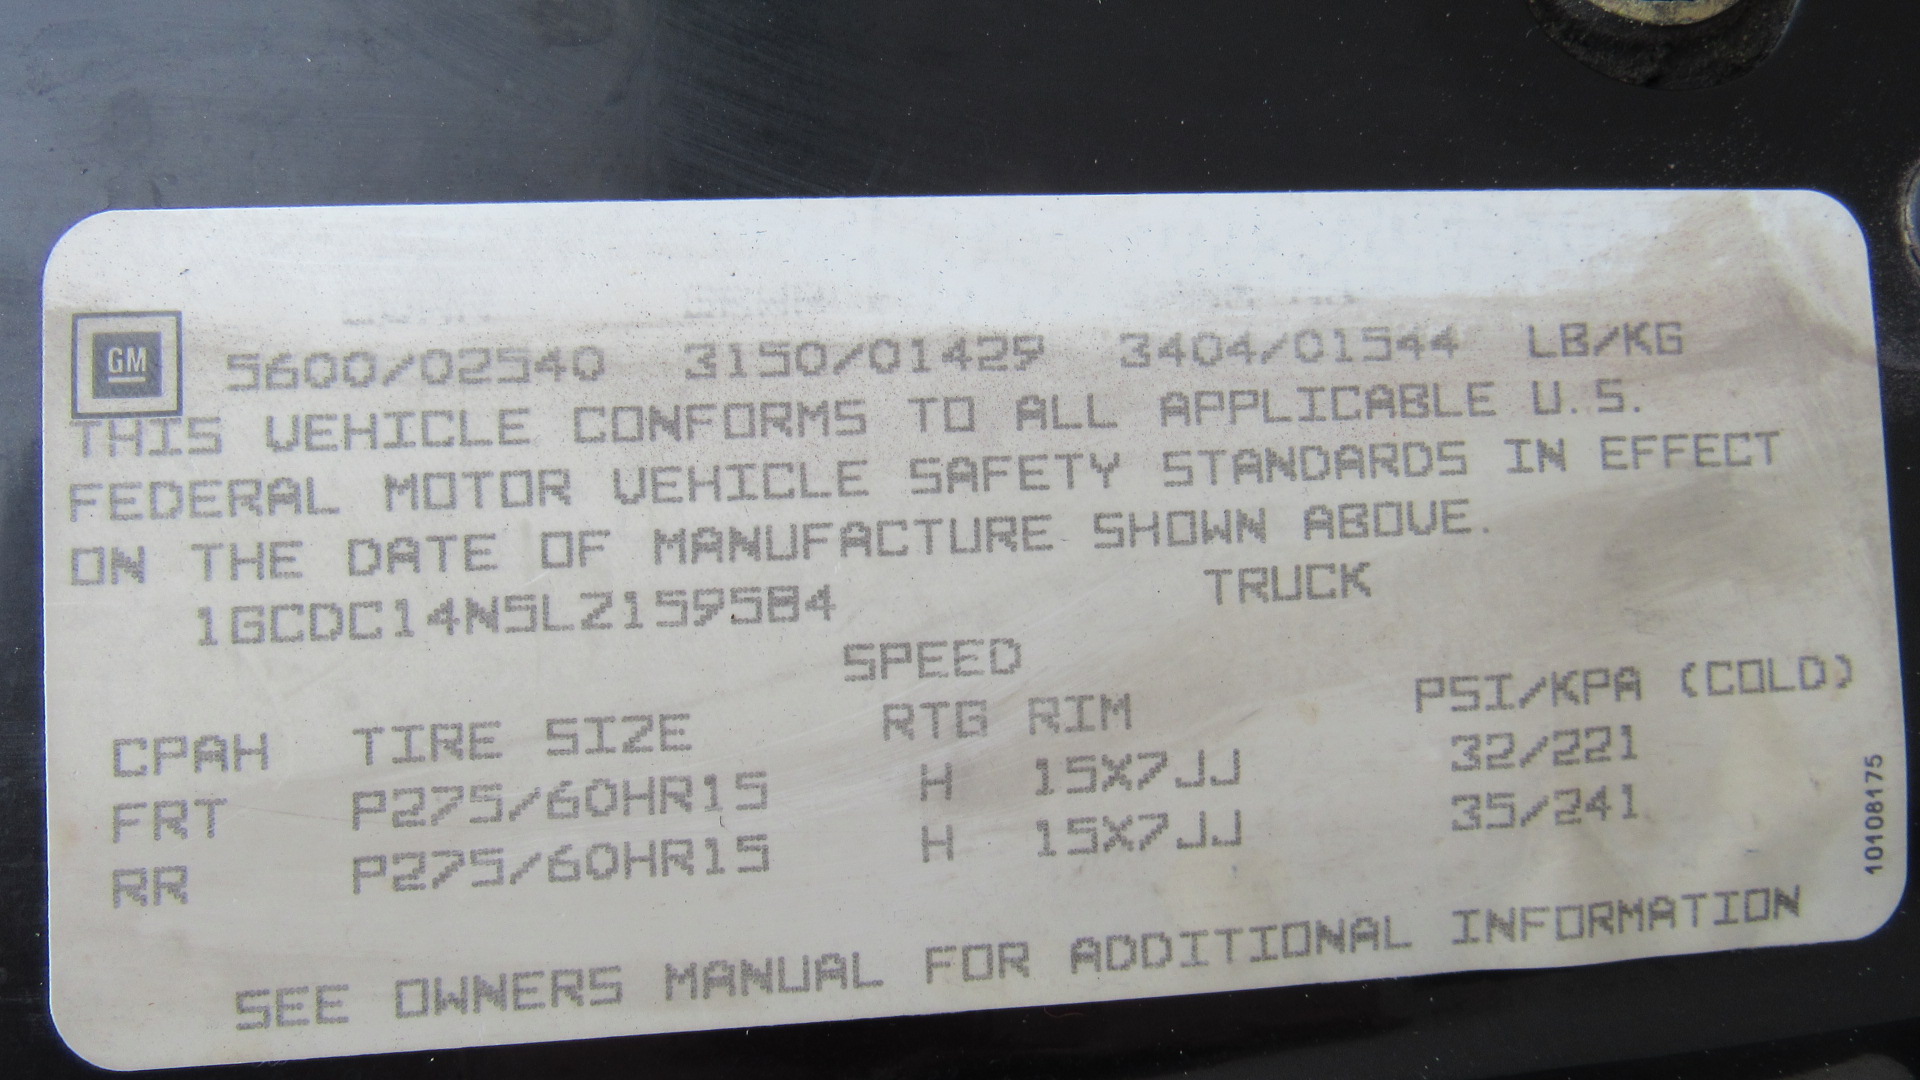 GM
5600/02540 3150/01429 3404/01544 LB/KG
THIS VEHICLE CONFORMS TO ALL APPLICABLE U.S.
FEDERAL MOTOR VEHICLE SAFETY STANDARDS IN EFFECT
ON THE DATE OF MANUFACTURE SHOWN ABOVE.
1GCDC14N5LZ159584 TRUCK
SPEED
CPAH TIRE SIZE RTG RIM PSI/KPA (COLD)
FRT P275/60HR15 H 15X7JJ 32/221
RR P275/60HR15 H 15X7JJ 35/241
SEE OWNERS MANUAL FOR ADDITIONAL INFORMATION
10108175